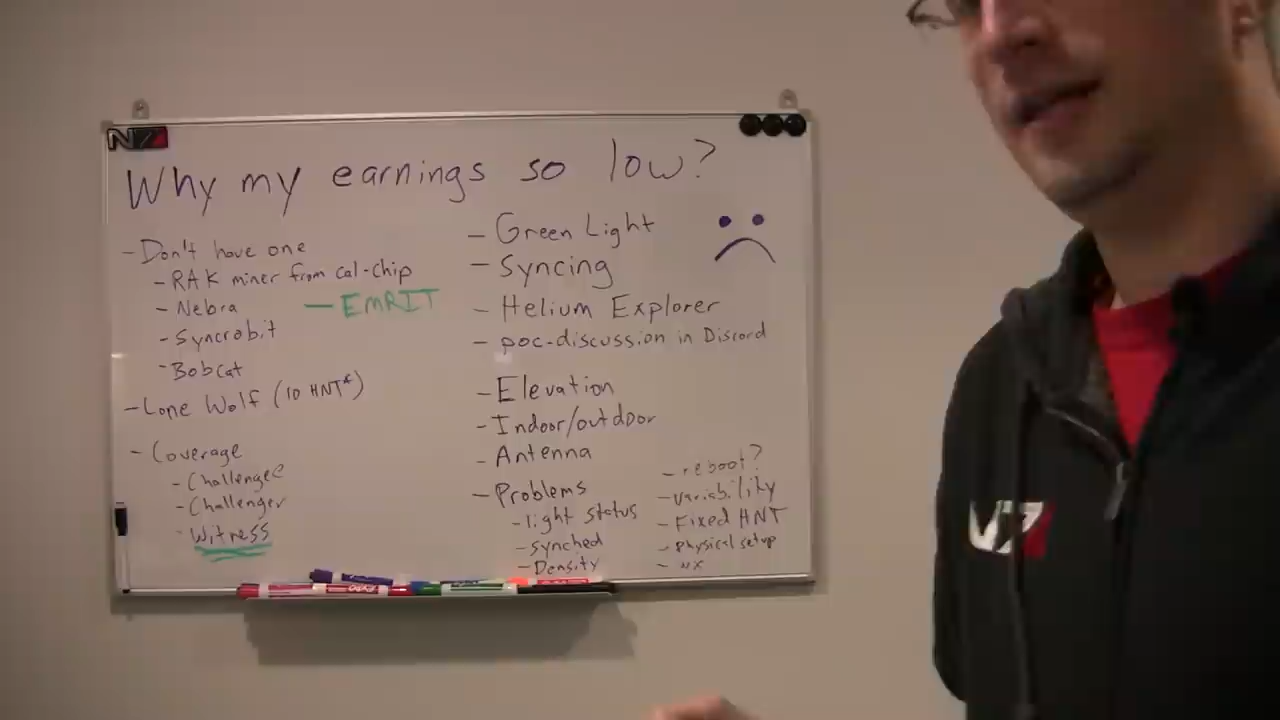 N7
Why my earnings so low?
- Don't have one
- RAK miner from cal-chip
- Nebra
- EMRIT
- Syncrobit
- Bobcat
- Lone Wolf (10 HNT*)
- Coverage
- Challengee
- Challenger
- Witness
- Green Light
- Syncing
- Helium Explorer
- poc-discussion in Discord
- Elevation
- Indoor/outdoor
- Antenna
- Problems
- light status
- synched
- Density
- reboot?
- Variability
- Fixed HNT
- Physical setup
N7